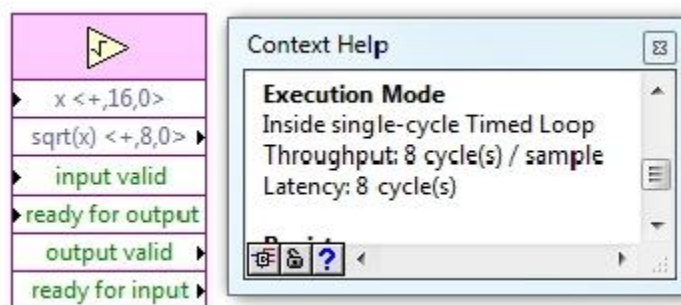 x <+,16,0>
sqrt(x) <+,8,0>
input valid
ready for output
output valid
ready for input
Context Help
Execution Mode
Inside single-cycle Timed Loop
Throughput: 8 cycle(s) / sample
Latency: 8 cycle(s)
?